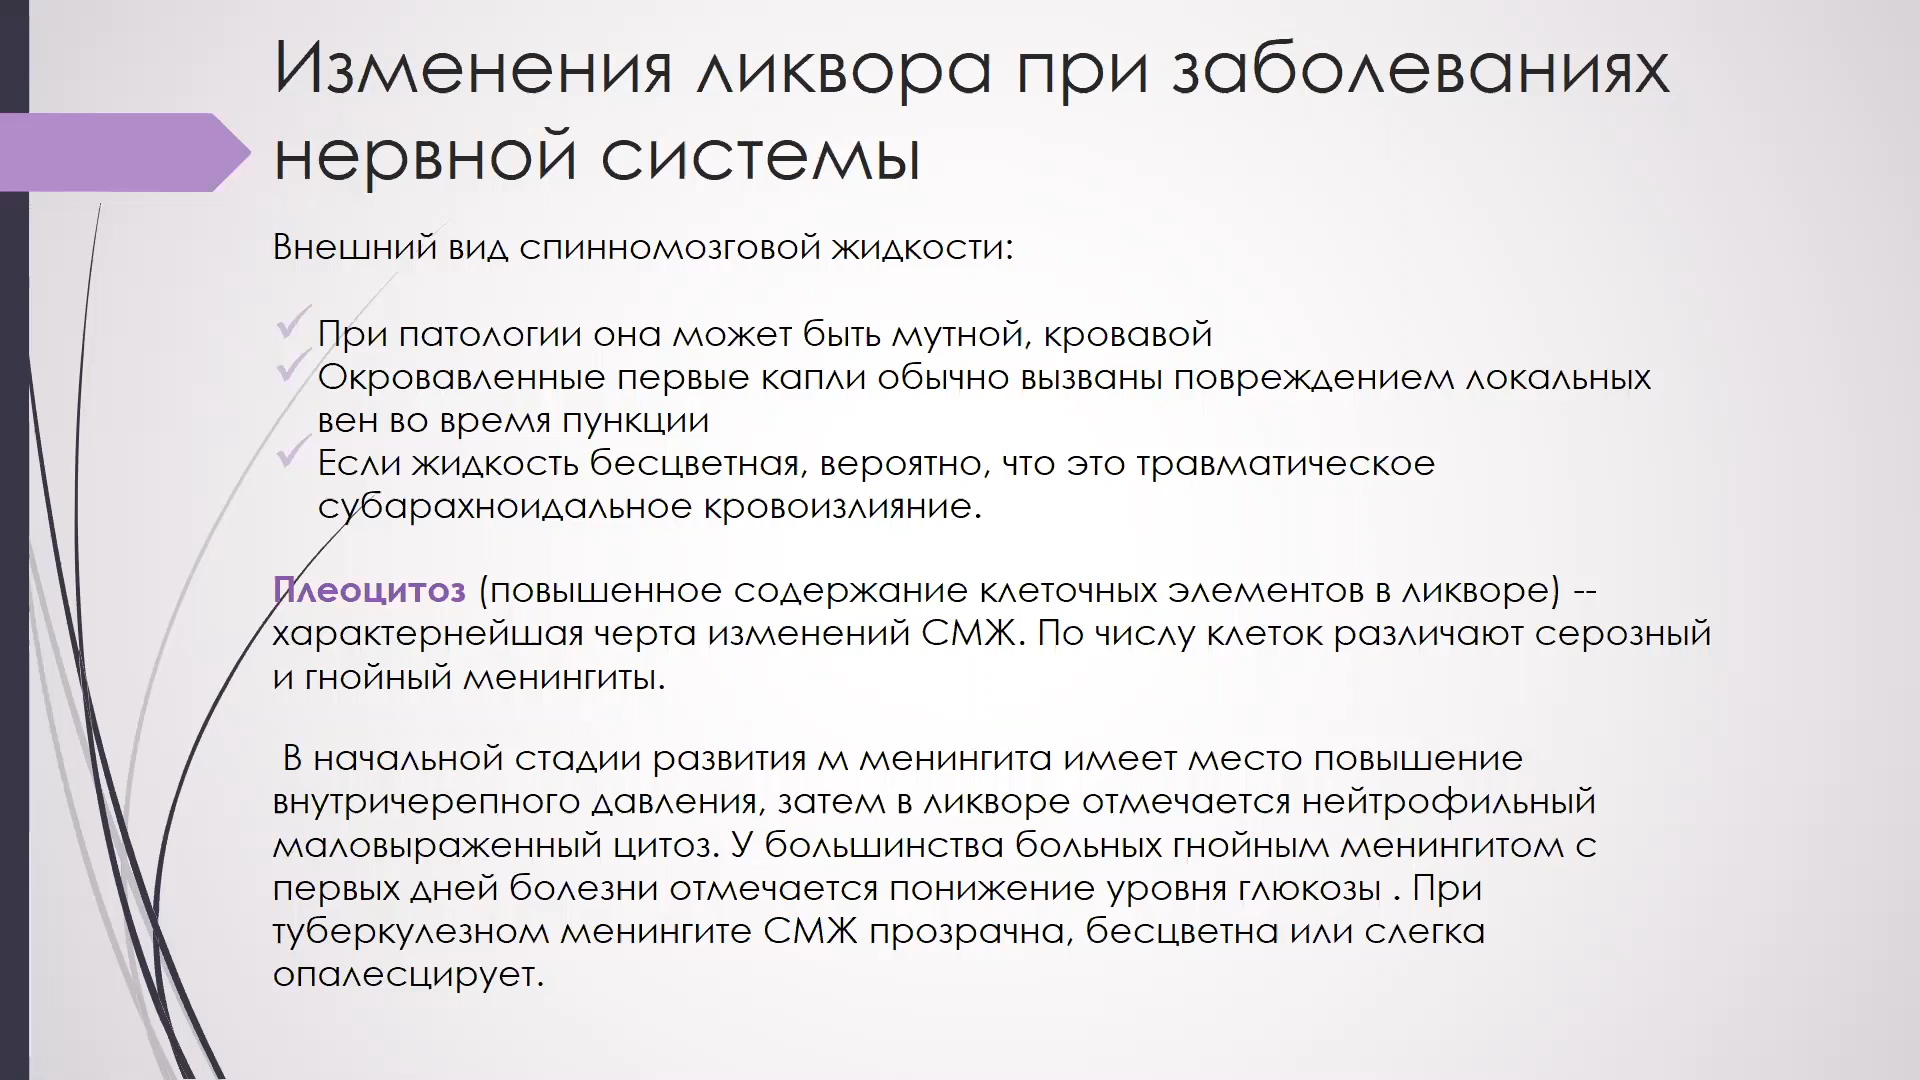 Изменения ликвора при заболеваниях
нервной системы
Внешний вид спинномозговой жидкости:
При патологии она может быть мутной, кровавой
Окровавленные первые капли обычно вызваны повреждением локальных
вен во время пункции
Если жидкость бесцветная, вероятно, что это травматическое
субарахноидальное кровоизлияние.
Плеоцитоз (повышенное содержание клеточных элементов в ликворе) --
характернейшая черта изменений СМЖ. По числу клеток различают серозный
и гнойный менингиты.
В начальной стадии развития м менингита имеет место повышение
внутричерепного давления, затем в ликворе отмечается нейтрофильный
маловыраженный цитоз. У большинства больных гнойным менингитом с
первых дней болезни отмечается понижение уровня глюкозы . При
туберкулезном менингите СМЖ прозрачна, бесцветна или слегка
опалесцирует.